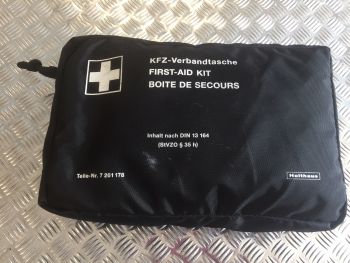 KFZ-Verbandtasche
FIRST-AID KIT
BOITE DE SECOURS
Inhalt nach DIN 13 164
(StVZO § 35 h)
Teile-Nr. 7 261 178
Holthaus